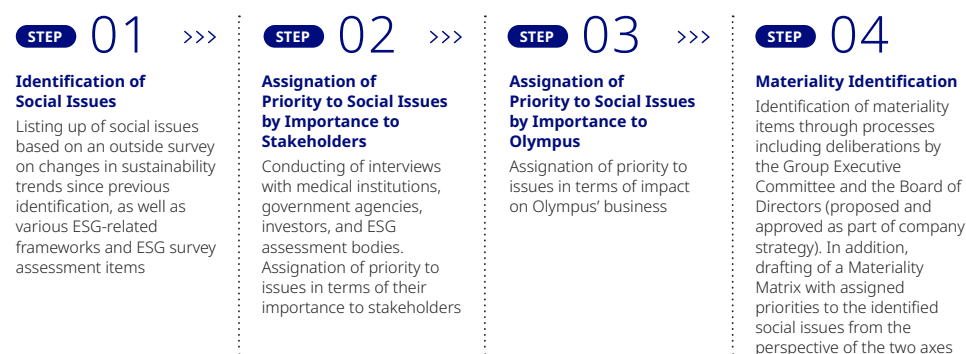 STEP 01 >>>
Identification of
Social Issues
Listing up of social issues
based on an outside survey
on changes in sustainability
trends since previous
identification, as well as
various ESG-related
frameworks and ESG survey
assessment items
STEP 02 >>>
Assignation of
Priority to Social Issues
by Importance to
Stakeholders
Conducting of interviews
with medical institutions,
government agencies,
investors, and ESG
assessment bodies.
Assignation of priority to
issues in terms of their
importance to stakeholders
STEP 03 >>>
Assignation of
Priority to Social Issues
by Importance to
Olympus
Assignation of priority to
issues in terms of impact
on Olympus’ business
STEP 04
Materiality Identification
Identification of materiality
items through processes
including deliberations by
the Group Executive
Committee and the Board of
Directors (proposed and
approved as part of company
strategy). In addition,
drafting of a Materiality
Matrix with assigned
priorities to the identified
social issues from the
perspective of the two axes